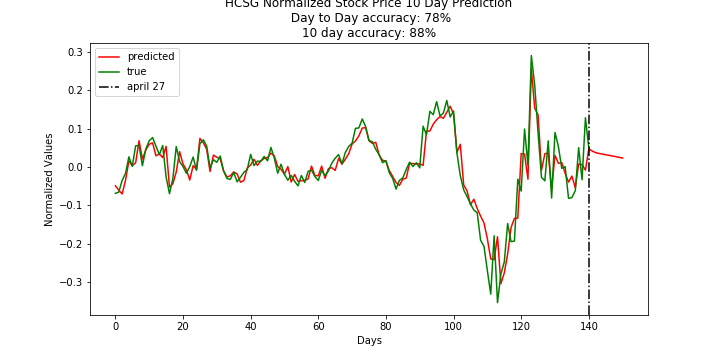 HCSG Normalized Stock Price 10 Day Prediction
Day to Day accuracy: 78%
10 day accuracy: 88%
predicted
true
april 27
Normalized Values
0.3
0.2
0.1
0.0
−0.1
−0.2
−0.3
0 20 40 60 80 100 120 140
Days